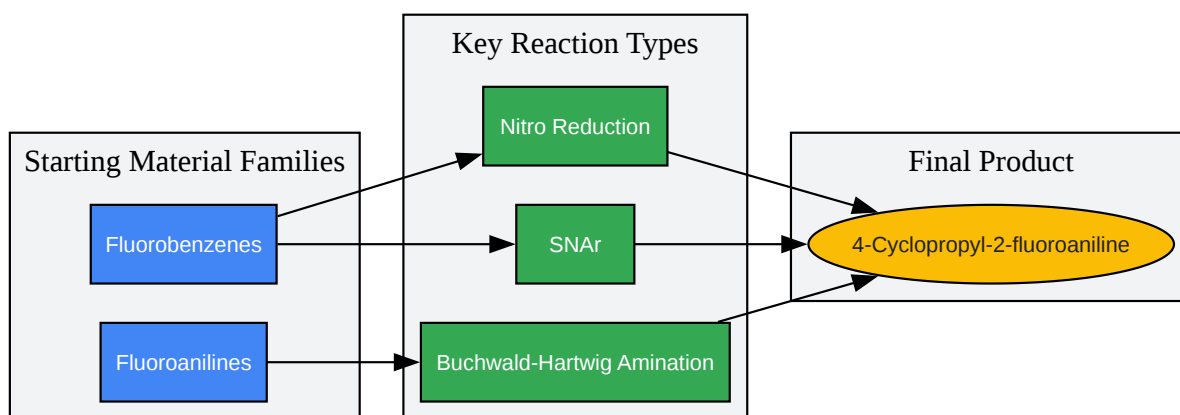 Starting Material Families
Fluorobenzenes
Fluoroanilines
Key Reaction Types
Nitro Reduction
SNAr
Buchwald-Hartwig Amination
Final Product
4-Cyclopropyl-2-fluoroaniline